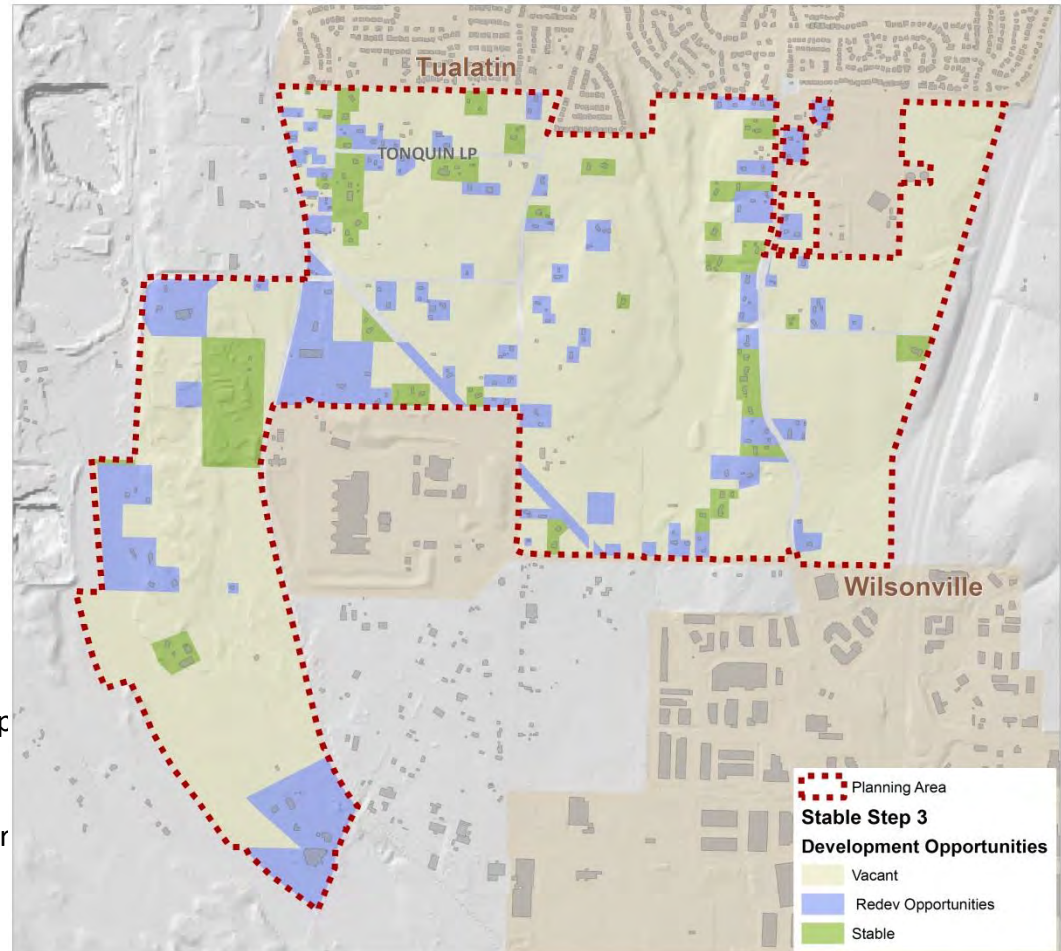 Tualatin
TONQUIN LP
Wilsonville
Planning Area
Stable Step 3
Development Opportunities
Vacant
Redev Opportunities
Stable